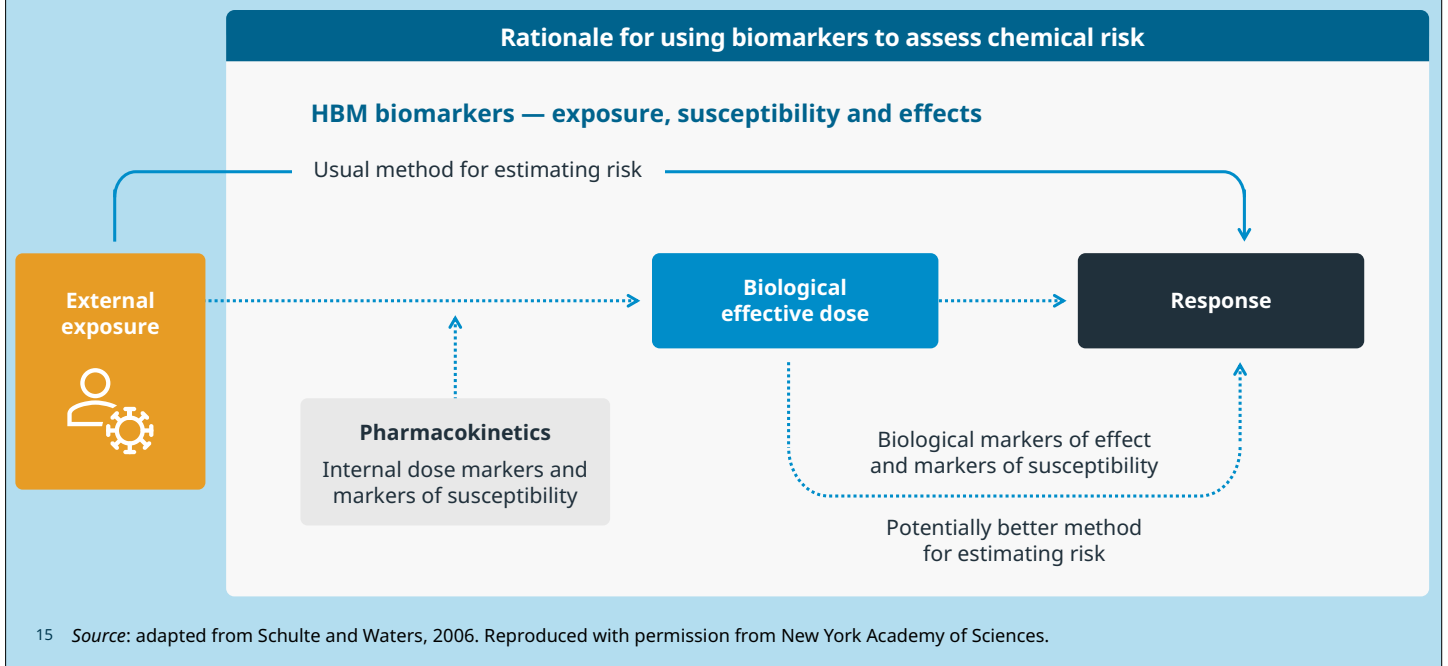 Rationale for using biomarkers to assess chemical risk
HBM biomarkers — exposure, susceptibility and effects
Usual method for estimating risk
External
exposure
Biological
effective dose
Response
Pharmacokinetics
Internal dose markers and
markers of susceptibility
Biological markers of effect
and markers of susceptibility
Potentially better method
for estimating risk
15 Source: adapted from Schulte and Waters, 2006. Reproduced with permission from New York Academy of Sciences.